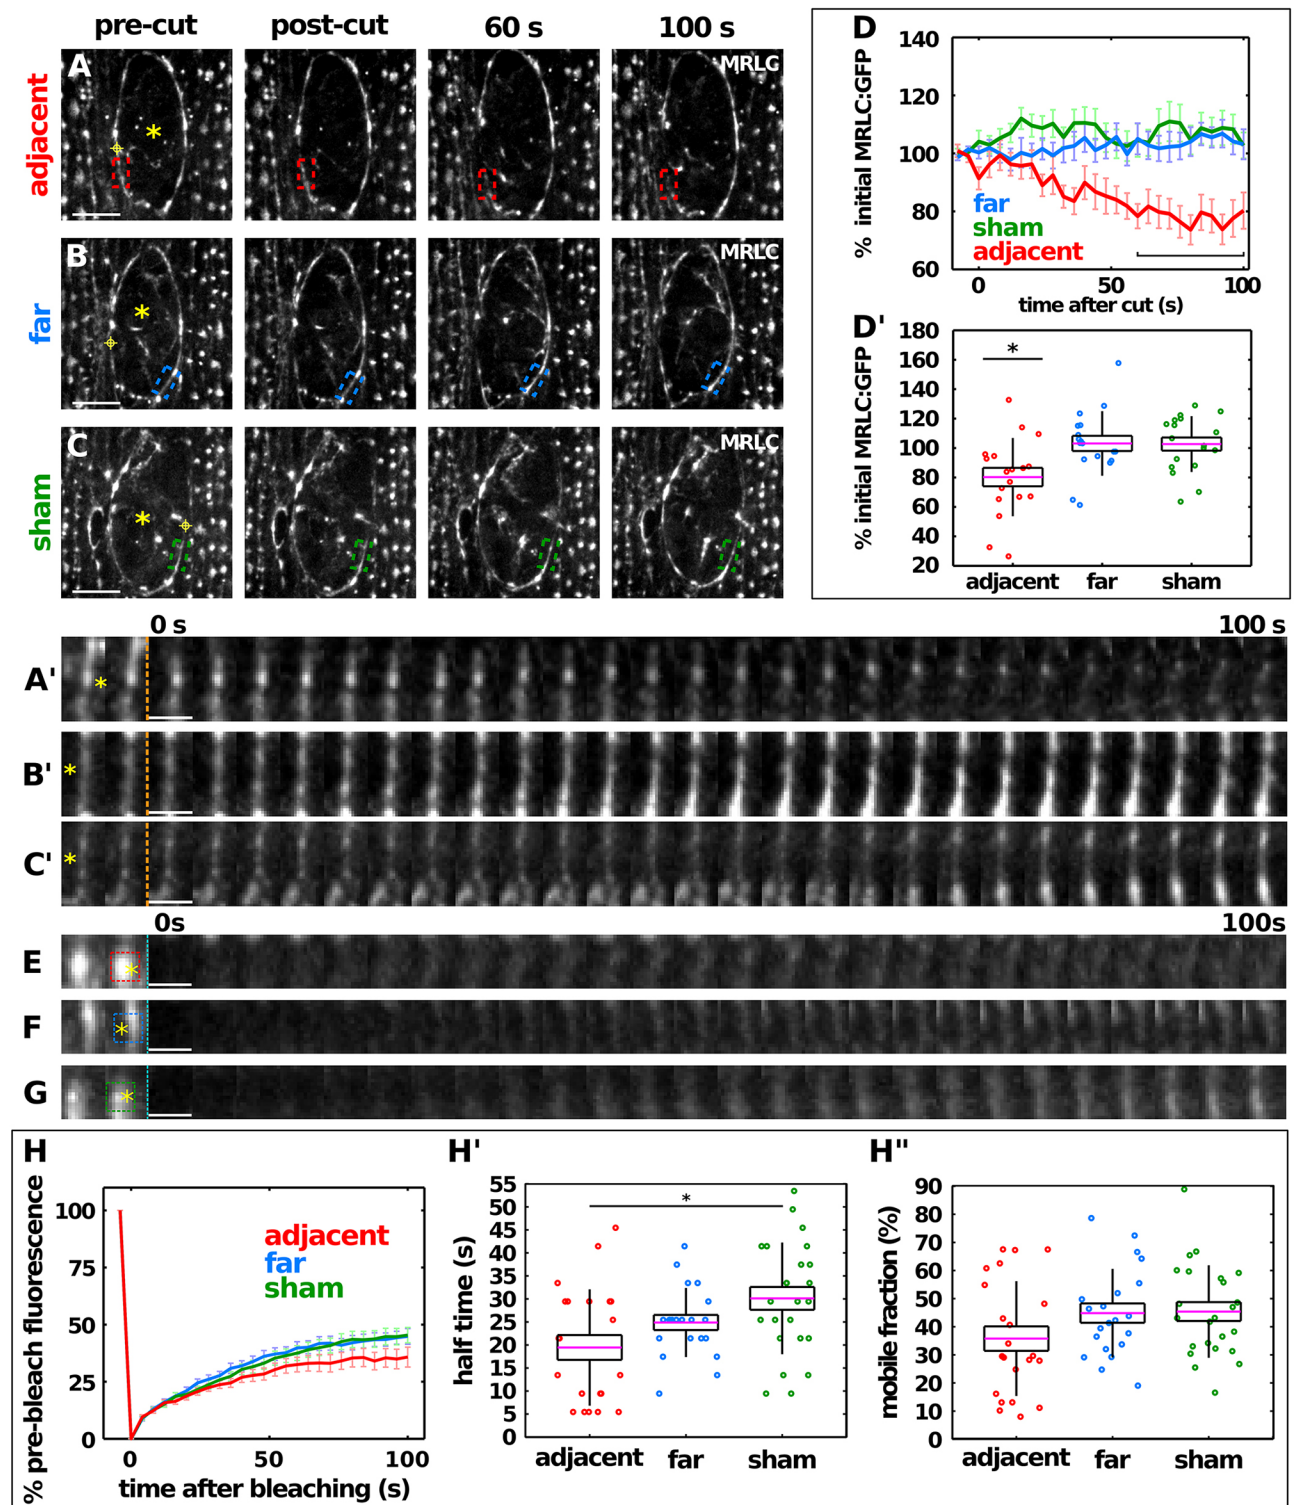 pre-cut post-cut 60 s 100 s
adjacent
A
MRLC
far
B
MRLC
sham
C
MRLC
D
% initial MRLC:GFP
140
120
100
80
60
far
sham
adjacent
0 50 100
time after cut (s)
D'
% initial MRLC:GFP
180
160
140
120
100
80
60
40
20
*
adjacent far sham
0 s 100 s
A'
B'
C'
0s 100s
E
F
G
H
% pre-bleach fluorescence
100
75
50
25
0
adjacent
far
sham
0 50 100
time after bleaching (s)
H'
half time (s)
55
50
45
40
35
30
25
20
15
10
5
0
*
adjacent far sham
H"
mobile fraction (%)
90
80
70
60
50
40
30
20
10
0
adjacent far sham